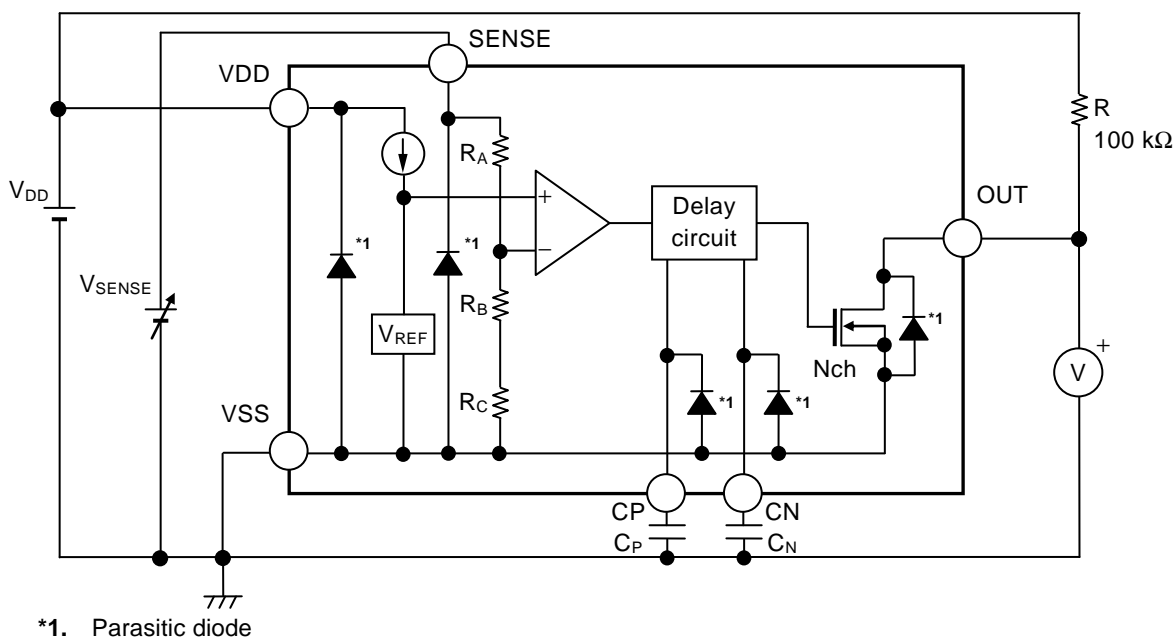 SENSE
VDD
R
100 kΩ
RA
VDD
+
Delay
circuit
OUT
*1
*1
−
VSENSE
RB
VREF
*1
+
V
Nch
RC
*1
*1
VSS
CP
CN
CP
CN
*1. Parasitic diode